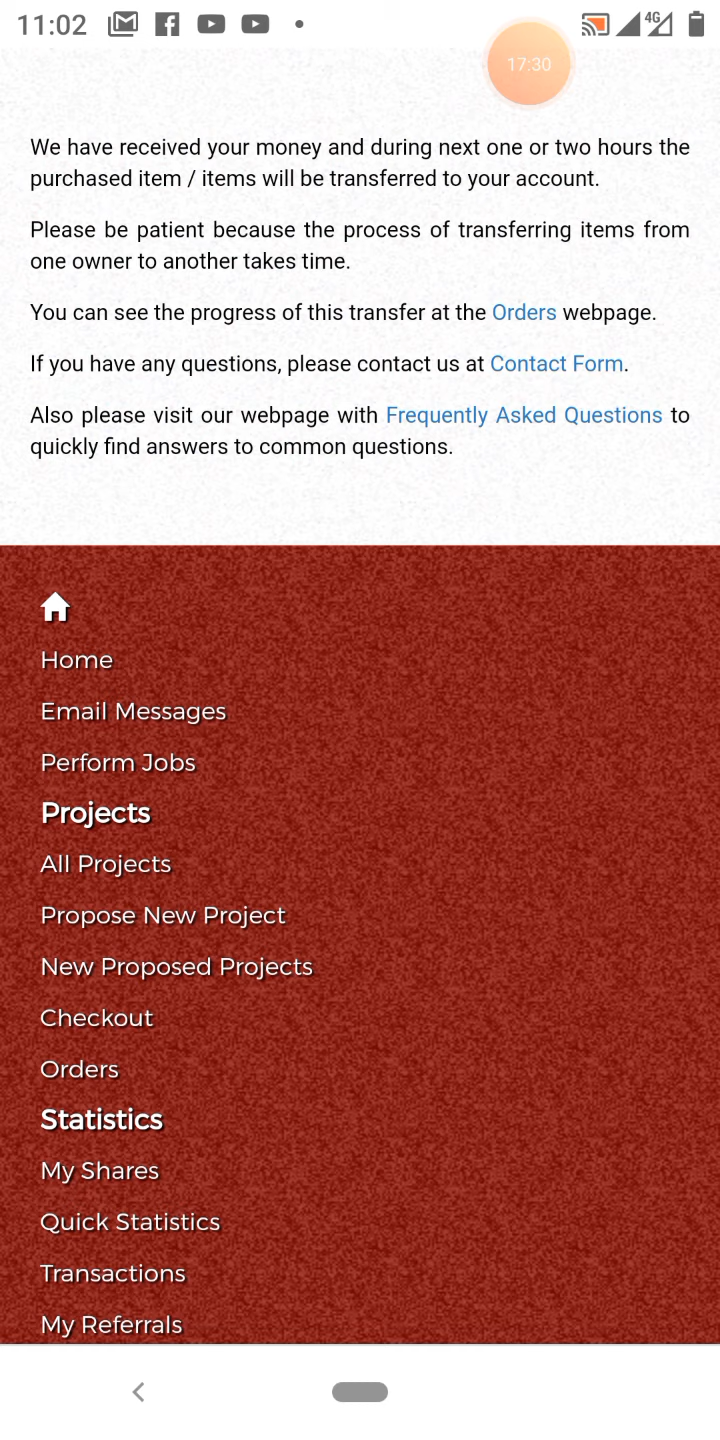 11:02
4G
17:30
We have received your money and during next one or two hours the
purchased item / items will be transferred to your account.
Please be patient because the process of transferring items from
one owner to another takes time.
You can see the progress of this transfer at the Orders webpage.
If you have any questions, please contact us at Contact Form.
Also please visit our webpage with Frequently Asked Questions to
quickly find answers to common questions.
Home
Email Messages
Perform Jobs
Projects
All Projects
Propose New Project
New Proposed Projects
Checkout
Orders
Statistics
My Shares
Quick Statistics
Transactions
My Referrals